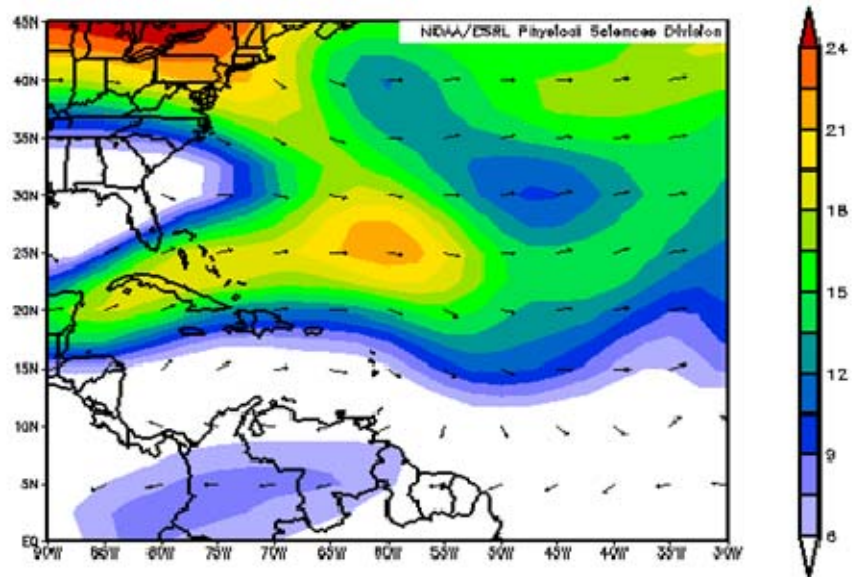 45N
NOAA/ESRL Physical Sciences Division
40N
35N
30N
25N
20N
15N
10N
5N
EQ
90W 85W 80W 75W 70W 65W 60W 55W 50W 45W 40W 35W 30W
24
21
18
15
12
9
6